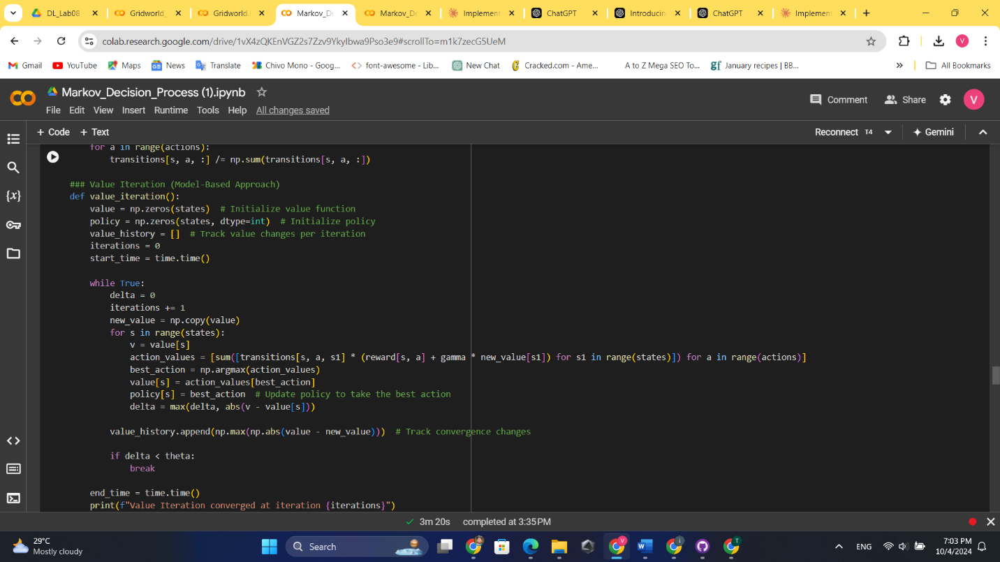 DL_Lab08
Gridworld_
Gridworld.i
Markov_De
Markov_De
Implement
ChatGPT
Introducin
ChatGPT
Implement
colab.research.google.com/drive/1vX4zQKEnVGZ2s7Zzv9YkyIbwa9Pso3e9#scrollTo=m1k7zecG5UeM
V
Gmail
YouTube
Maps
News
Translate
Chivo Mono - Goog...
font-awesome - Lib...
New Chat
Cracked.com - Ame...
A to Z Mega SEO To...
gf January recipes | BB...
»
All Bookmarks
Markov_Decision_Process (1).ipynb
File Edit View Insert Runtime Tools Help All changes saved
Comment
Share
V
+ Code + Text
Reconnect T4
Gemini
for a in range(actions):
transitions[s, a, :] /= np.sum(transitions[s, a, :])
### Value Iteration (Model-Based Approach)
def value_iteration():
value = np.zeros(states)  # Initialize value function
policy = np.zeros(states, dtype=int)  # Initialize policy
value_history = []  # Track value changes per iteration
iterations = 0
start_time = time.time()
while True:
delta = 0
iterations += 1
new_value = np.copy(value)
for s in range(states):
v = value[s]
action_values = [sum([transitions[s, a, s1] * (reward[s, a] + gamma * new_value[s1]) for s1 in range(states)]) for a in range(actions)]
best_action = np.argmax(action_values)
value[s] = action_values[best_action]
policy[s] = best_action  # Update policy to take the best action
delta = max(delta, abs(v - value[s]))
value_history.append(np.max(np.abs(value - new_value)))  # Track convergence changes
if delta < theta:
break
end_time = time.time()
print(f"Value Iteration converged at iteration {iterations}")
{x}
3m 20s completed at 3:35 PM
29°C
Mostly cloudy
Search
ENG
7:03 PM
10/4/2024